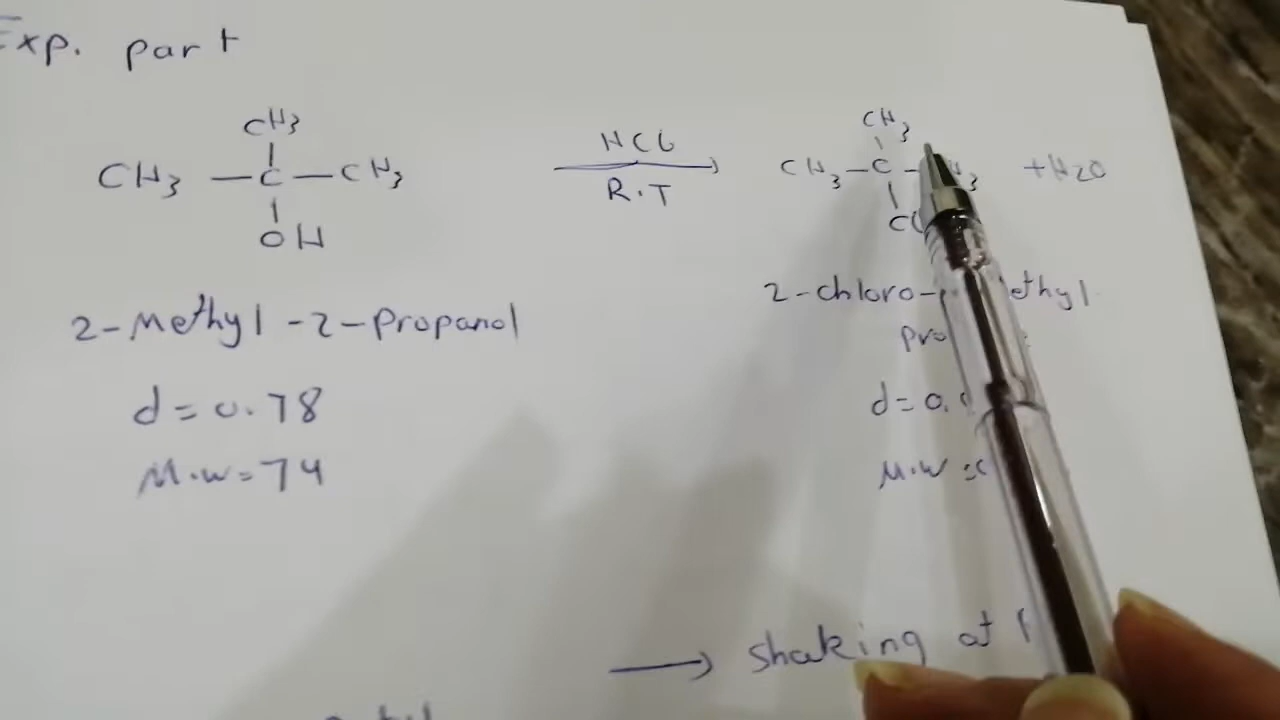 Exp. part
CH3
CH3 — C — CH3
OH
HCl
R.T
CH3
CH3 — C —
+ H2O
2-Methyl-2-propanol
d = 0.78
M.w = 74
2-chloro-
d = 0.
M.w =
→ shaking at